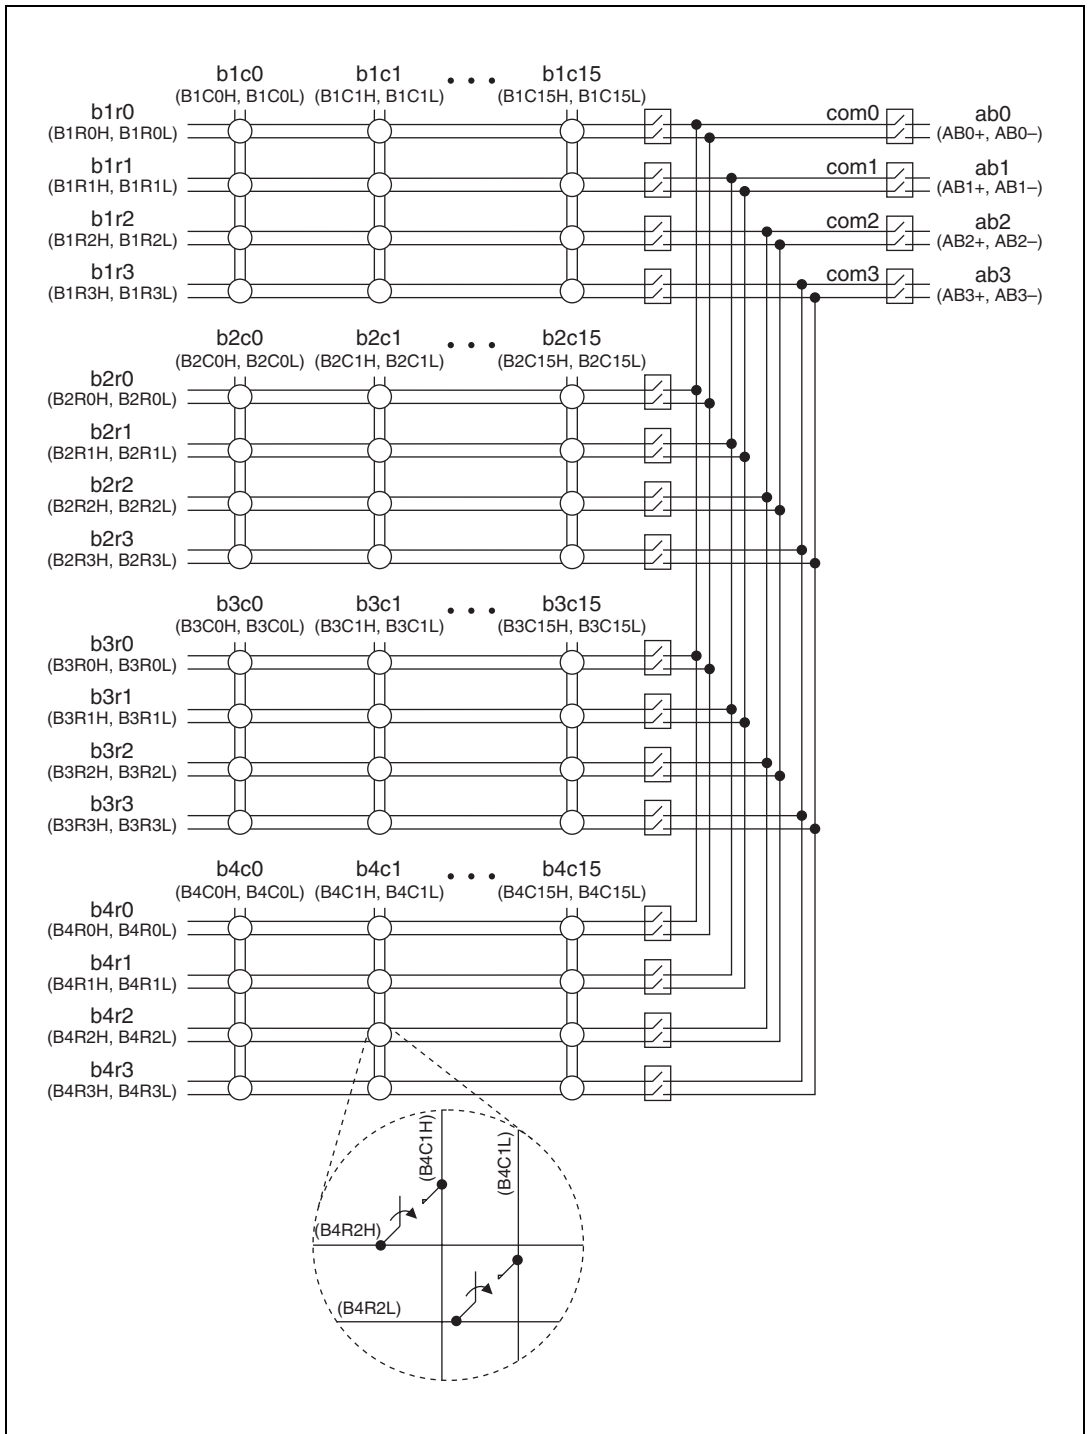 b1c0 b1c1 • • • b1c15
(B1C0H, B1C0L) (B1C1H, B1C1L) (B1C15H, B1C15L)
b1r0 com0 ab0
(B1R0H, B1R0L) (AB0+, AB0–)
b1r1 com1 ab1
(B1R1H, B1R1L) (AB1+, AB1–)
b1r2 com2 ab2
(B1R2H, B1R2L) (AB2+, AB2–)
b1r3 com3 ab3
(B1R3H, B1R3L) (AB3+, AB3–)
b2c0 b2c1 • • • b2c15
(B2C0H, B2C0L) (B2C1H, B2C1L) (B2C15H, B2C15L)
b2r0
(B2R0H, B2R0L)
b2r1
(B2R1H, B2R1L)
b2r2
(B2R2H, B2R2L)
b2r3
(B2R3H, B2R3L)
b3c0 b3c1 • • • b3c15
(B3C0H, B3C0L) (B3C1H, B3C1L) (B3C15H, B3C15L)
b3r0
(B3R0H, B3R0L)
b3r1
(B3R1H, B3R1L)
b3r2
(B3R2H, B3R2L)
b3r3
(B3R3H, B3R3L)
b4c0 b4c1 • • • b4c15
(B4C0H, B4C0L) (B4C1H, B4C1L) (B4C15H, B4C15L)
b4r0
(B4R0H, B4R0L)
b4r1
(B4R1H, B4R1L)
b4r2
(B4R2H, B4R2L)
b4r3
(B4R3H, B4R3L)
(B4C1H)
(B4C1L)
(B4R2H)
(B4R2L)